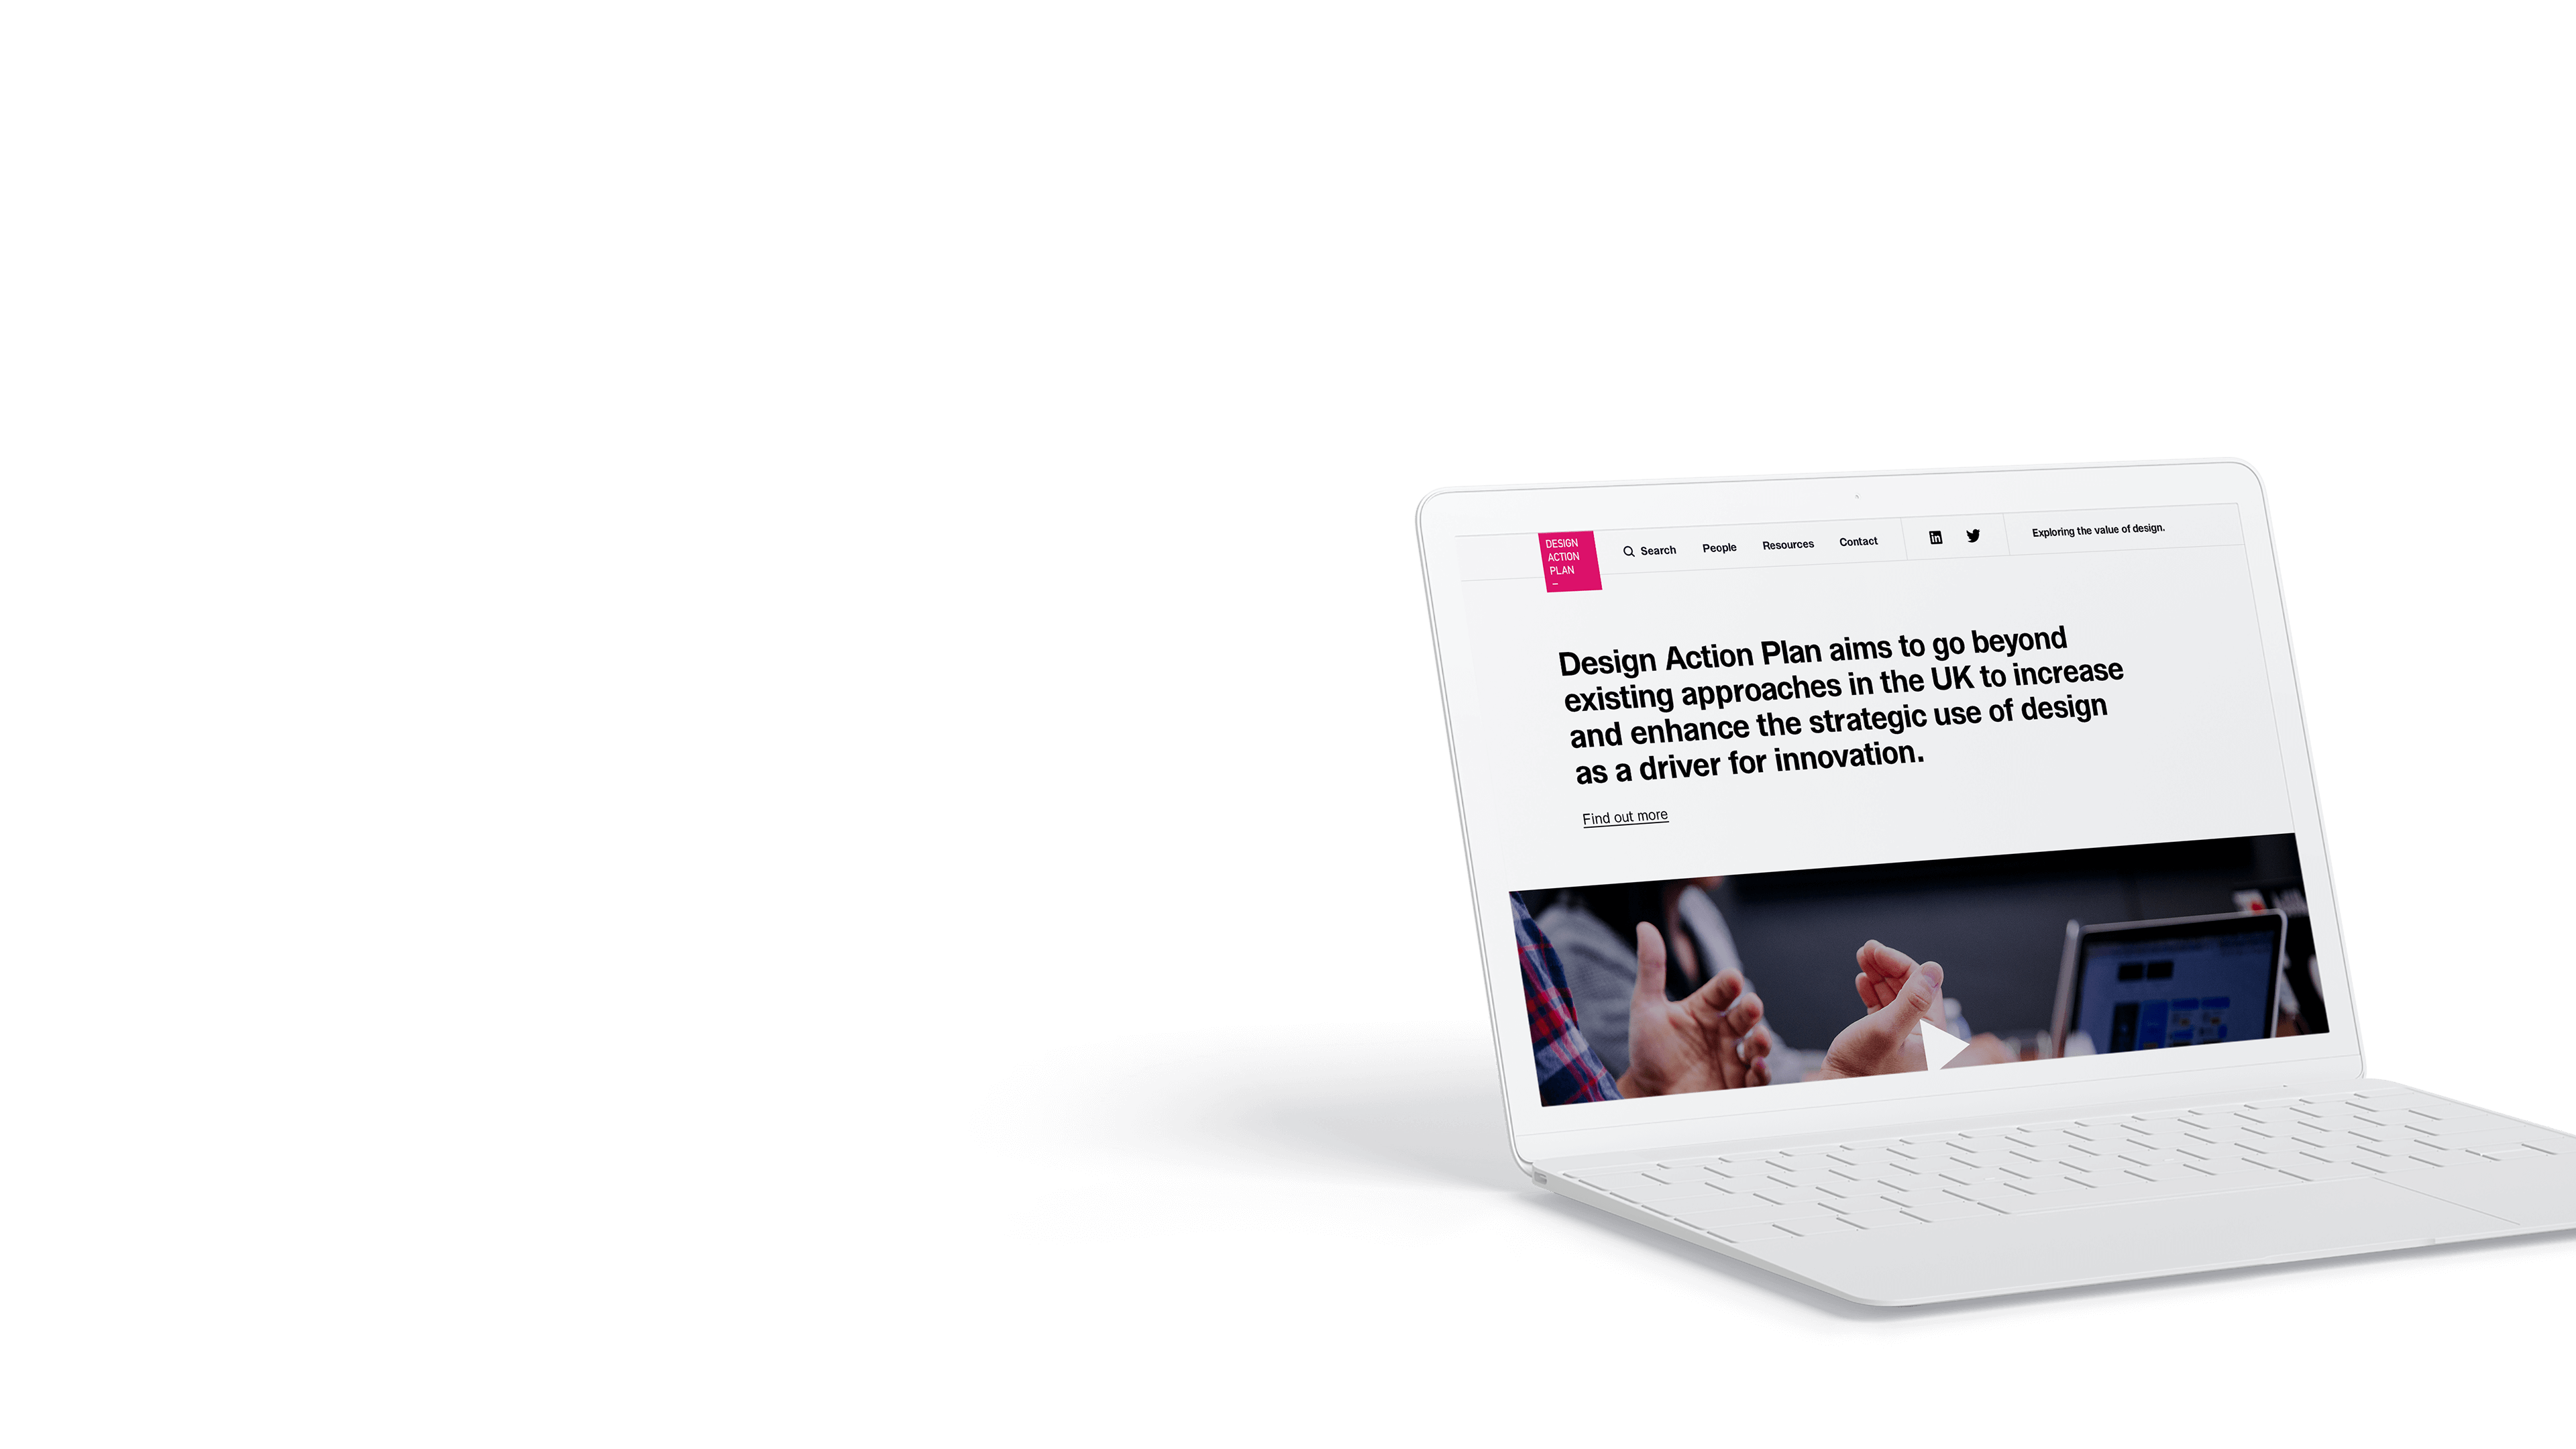 DESIGN
ACTION
PLAN
–
Search People Resources Contact in Exploring the value of design.
Design Action Plan aims to go beyond
existing approaches in the UK to increase
and enhance the strategic use of design
as a driver for innovation.
Find out more